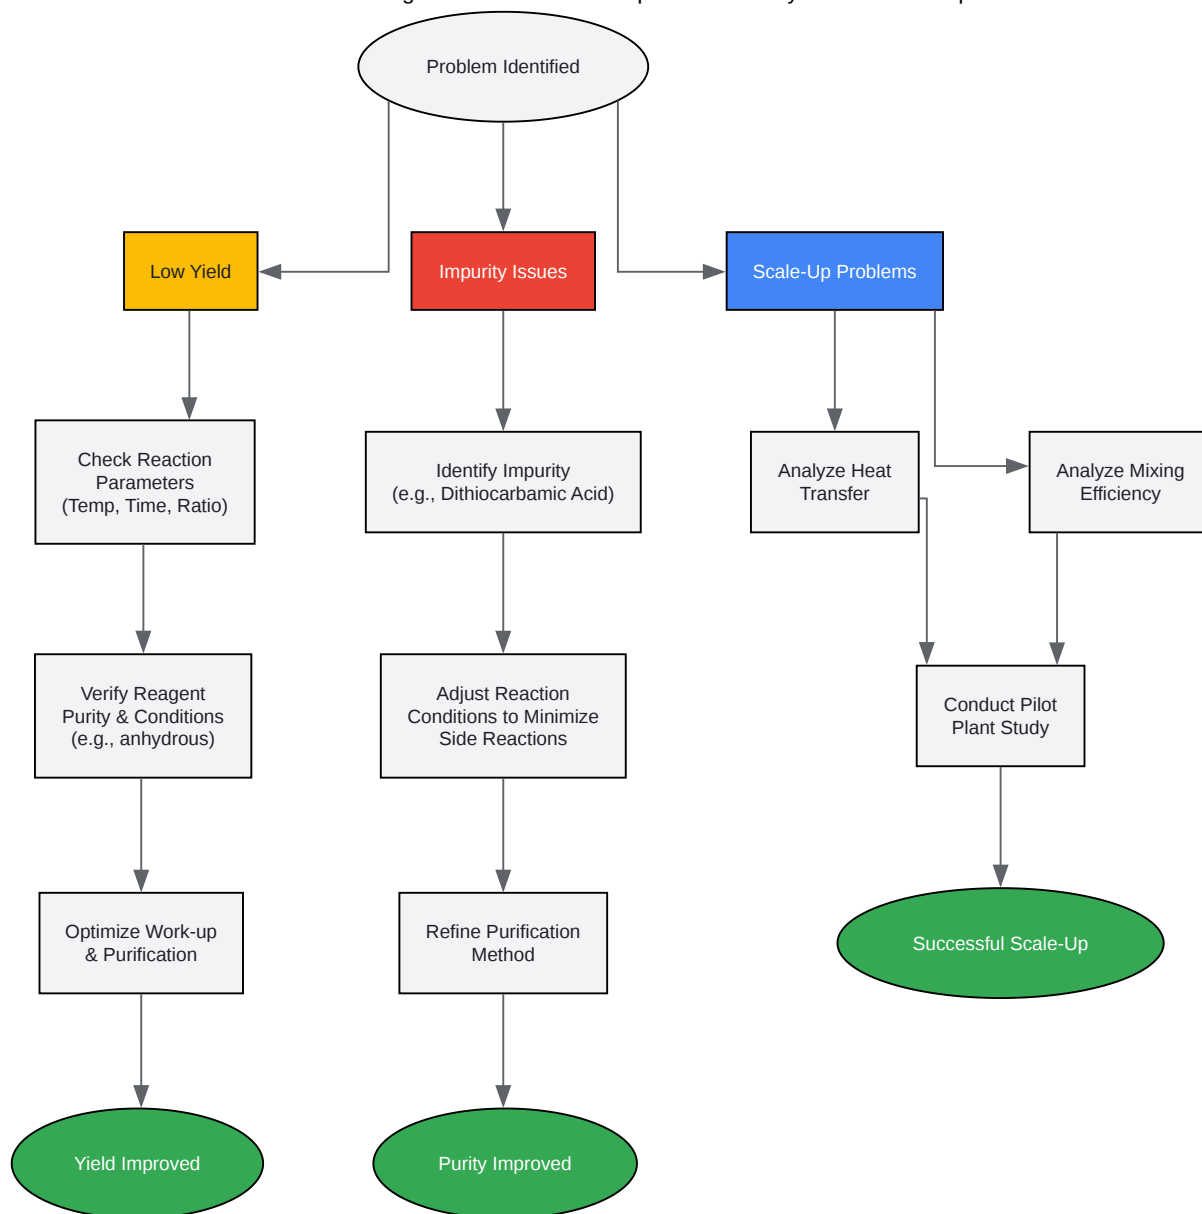 Problem Identified
Low Yield
Impurity Issues
Scale-Up Problems
Check Reaction
Parameters
(Temp, Time, Ratio)
Identify Impurity
(e.g., Dithiocarbamic Acid)
Analyze Heat
Transfer
Analyze Mixing
Efficiency
Verify Reagent
Purity & Conditions
(e.g., anhydrous)
Adjust Reaction
Conditions to Minimize
Side Reactions
Conduct Pilot
Plant Study
Optimize Work-up
& Purification
Refine Purification
Method
Successful Scale-Up
Yield Improved
Purity Improved